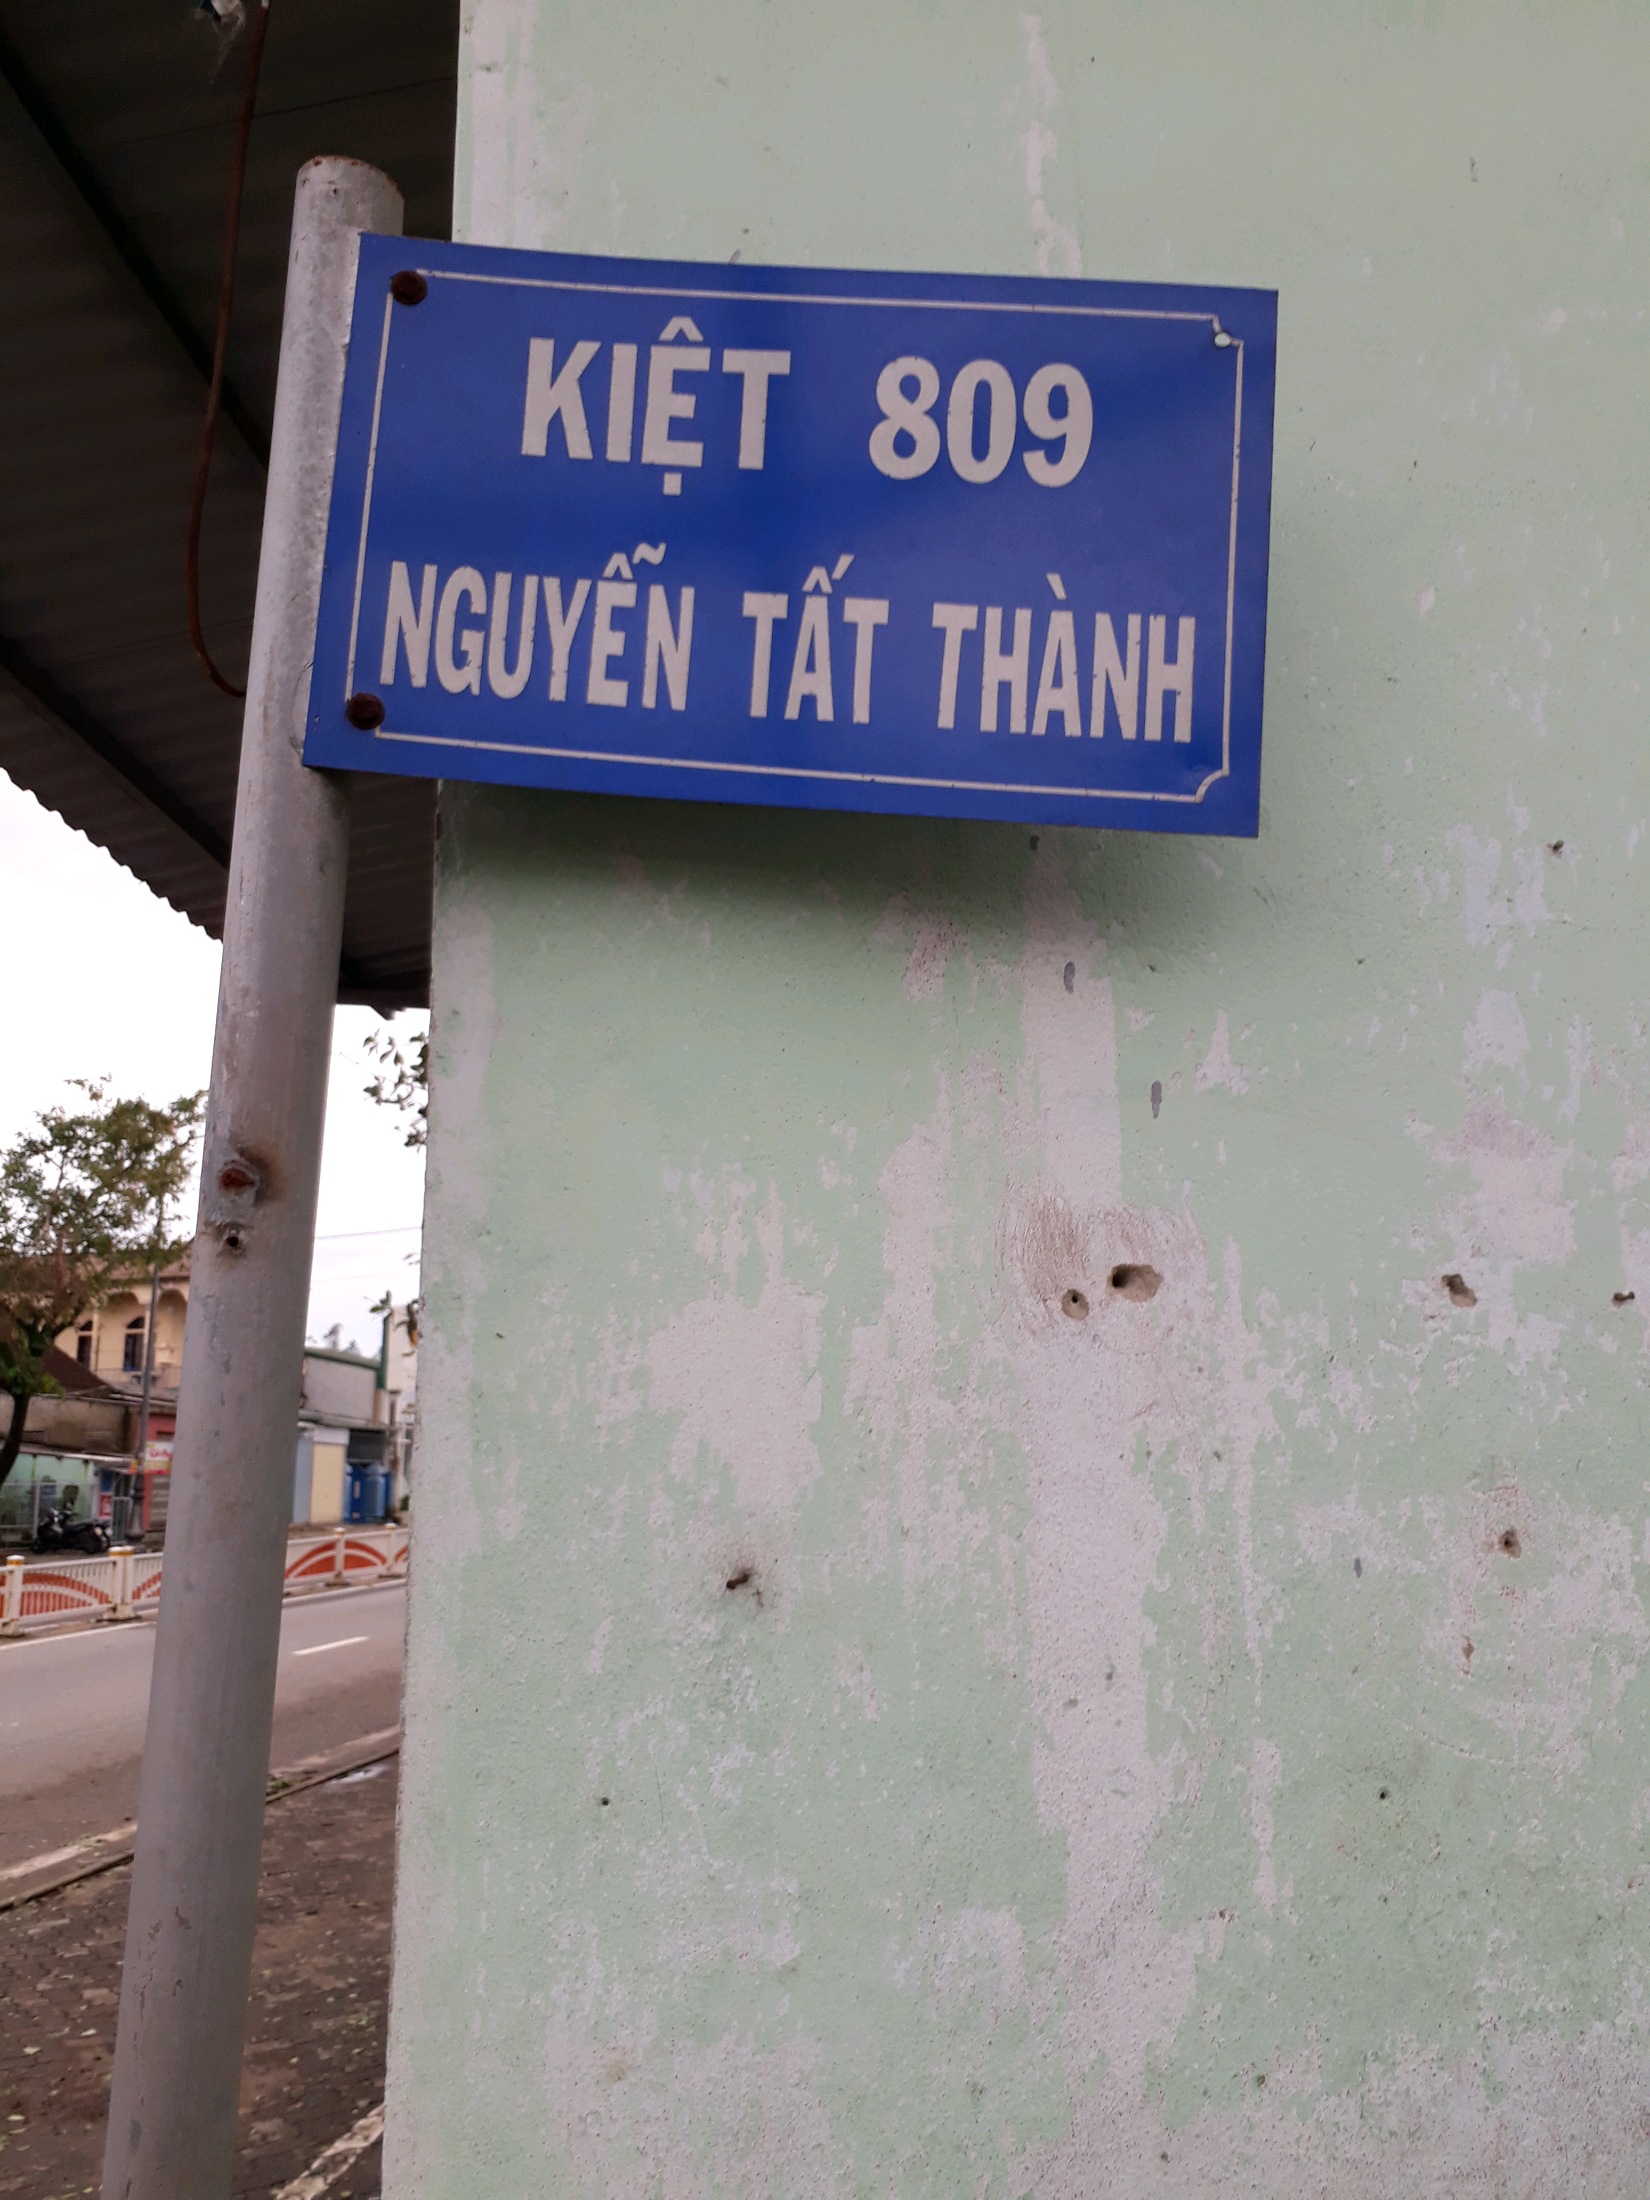 KIỆT 809
NGUYỄN TẤT THÀNH